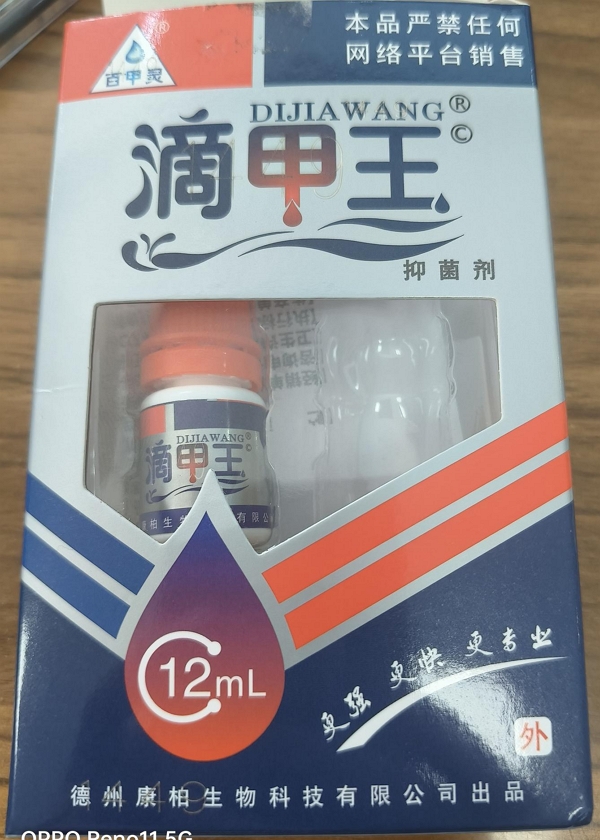 本品严禁任何
网络平台销售
®
百甲灵
DIJIAWANG®
滴甲王©
抑菌剂
DIJIAWANG®
滴甲王©
12mL
更强 更快 更专业
外
德州康柏生物科技有限公司出品
OPPO Reno11 5G